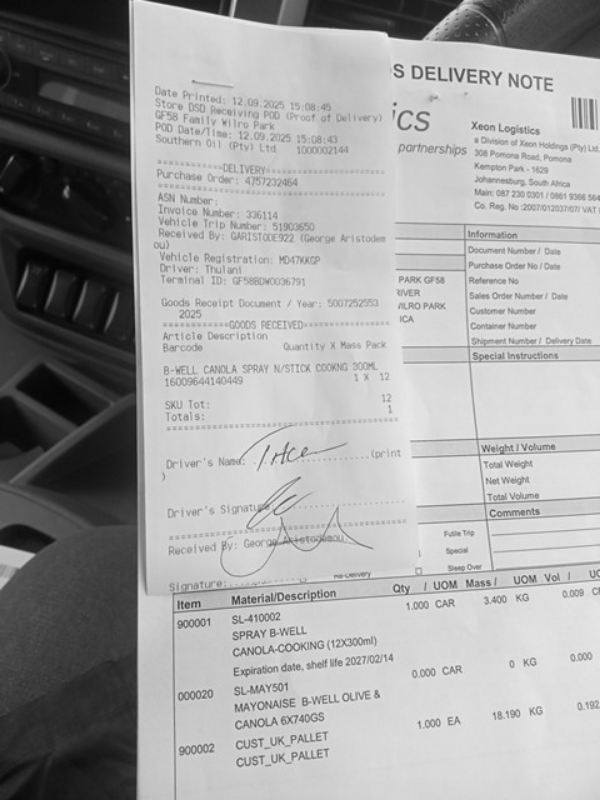 Date Printed: 12.09.2025 15:08:45
Store DSD Receiving POD (Proof of Delivery)
GF58 Family Wilro Park
POD Date/Time: 12.09.2025 15:08:43
Southern Oil (Pty) Ltd 1000002144
===========DELIVERY===========
Purchase Order: 4757232464
ASN Number:
Invoice Number: 336114
Vehicle Trip Number: 51903650
Received By: GARISTODE922 (George Aristodem
ou)
Vehicle Registration: MD47KKGP
Driver: Thulani
Terminal ID: GF58BDW0036791
Goods Receipt Document / Year: 5007252553
2025
============GOODS RECEIVED============
Article Description
Barcode Quantity X Mass Pack
B-WELL CANOLA SPRAY N/STICK COOKNG 300ML
16009644140449 1 X 12
SKU Tot: 12
Totals: 1
Driver's Name: (print
)
Driver's Signature
Received By: George Aristodemou
Signature:
S DELIVERY NOTE
ics
partnerships
Xeon Logistics
a Division of Xeon Holdings (Pty) Ltd.
308 Pomona Road, Pomona
Kempton Park - 1629
Johannesburg, South Africa
Main: 087 230 0301 / 0861 9366 564
Co. Reg. No :2007/012037/07/ VAT
Information
Document Number / Date
Purchase Order No / Date
Reference No
Sales Order Number / Date
Customer Number
Container Number
Shipment Number / Delivery Date
PARK GF58
RIVER
WILRO PARK
ICA
Special Instructions
Weight / Volume
Total Weight
Net Weight
Total Volume
Comments
Futile Trip
Special
Sleep Over
Re-Delivery
Item Material/Description Qty / UOM Mass / UOM Vol / UO
900001 SL-410002 1.000 CAR 3.400 KG 0.009
SPRAY B-WELL
CANOLA-COOKING (12X300ml)
Expiration date, shelf life 2027/02/14
000020 SL-MAY501 0.000 CAR 0 KG 0.000
MAYONAISE B-WELL OLIVE &
CANOLA 6X740GS
900002 CUST_UK_PALLET 1.000 EA 18.190 KG 0.192
CUST_UK_PALLET